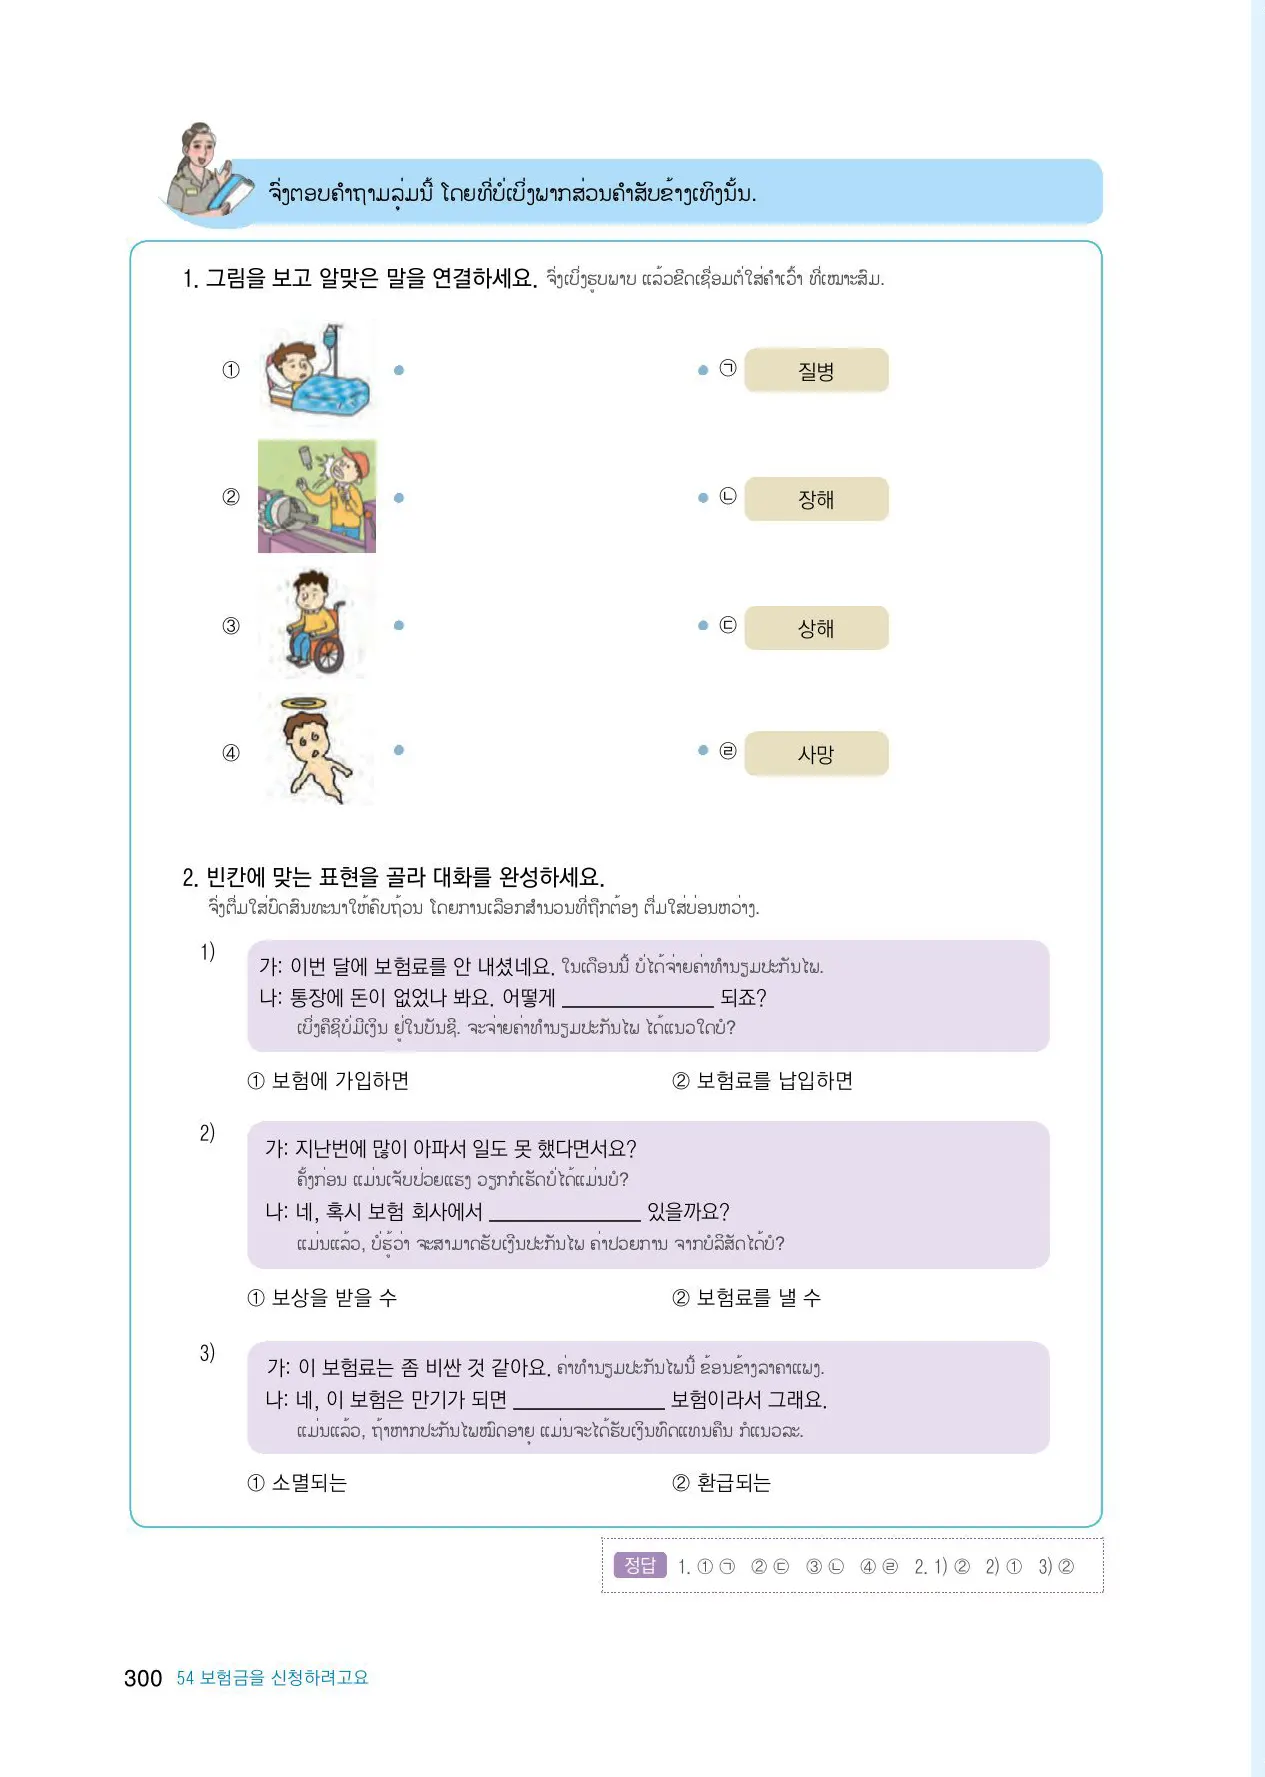 ຈົ່ງຕອບຄຳຖາມລຸ່ມນີ້ ໂດຍທີ່ບໍ່ເບິ່ງພາກສ່ວນຄຳສັບຂ້າງເທິງນັ້ນ.
1. 그림을 보고 알맞은 말을 연결하세요. ຈົ່ງເບິ່ງຮູບພາບ ແລ້ວຂີດເຊື່ອມຕໍ່ໃສ່ຄຳເວົ້າ ທີ່ເໝາະສົມ.
① ㉠ 질병
② ㉡ 장해
③ ㉢ 상해
④ ㉣ 사망
2. 빈칸에 맞는 표현을 골라 대화를 완성하세요.
ຈົ່ງຕື່ມໃສ່ບົດສົນທະນາໃຫ້ຄົບຖ້ວນ ໂດຍການເລືອກສຳນວນທີ່ຖືກຕ້ອງ ຕື່ມໃສ່ບ່ອນຫວ່າງ.
1)
가: 이번 달에 보험료를 안 내셨네요. ໃນເດືອນນີ້ ບໍ່ໄດ້ຈ່າຍຄ່າທຳນຽມປະກັນໄພ.
나: 통장에 돈이 없었나 봐요. 어떻게 ______________ 되죠?
ເບິ່ງຄືຊິບໍ່ມີເງິນ ຢູ່ໃນບັນຊີ. ຈະຈ່າຍຄ່າທຳນຽມປະກັນໄພ ໄດ້ແນວໃດບໍ?
① 보험에 가입하면 ② 보험료를 납입하면
2)
가: 지난번에 많이 아파서 일도 못 했다면서요?
ຄັ້ງກ່ອນ ແມ່ນເຈັບປ່ວຍແຮງ ວຽກກໍເຮັດບໍ່ໄດ້ແມ່ນບໍ?
나: 네, 혹시 보험 회사에서 ______________ 있을까요?
ແມ່ນແລ້ວ, ບໍ່ຮູ້ວ່າ ຈະສາມາດຮັບເງິນປະກັນໄພ ຄ່າປວຍການ ຈາກບໍລິສັດໄດ້ບໍ?
① 보상을 받을 수 ② 보험료를 낼 수
3)
가: 이 보험료는 좀 비싼 것 같아요. ຄ່າທຳນຽມປະກັນໄພນີ້ ຂ້ອນຂ້າງລາຄາແພງ.
나: 네, 이 보험은 만기가 되면 ______________ 보험이라서 그래요.
ແມ່ນແລ້ວ, ຖ້າຫາກປະກັນໄພໝົດອາຍຸ ແມ່ນຈະໄດ້ຮັບເງິນທົດແທນຄືນ ກໍແນວລະ.
① 소멸되는 ② 환급되는
정답 1. ① ㉠ ② ㉢ ③ ㉡ ④ ㉣ 2. 1) ② 2) ① 3) ②
300 54 보험금을 신청하려고요